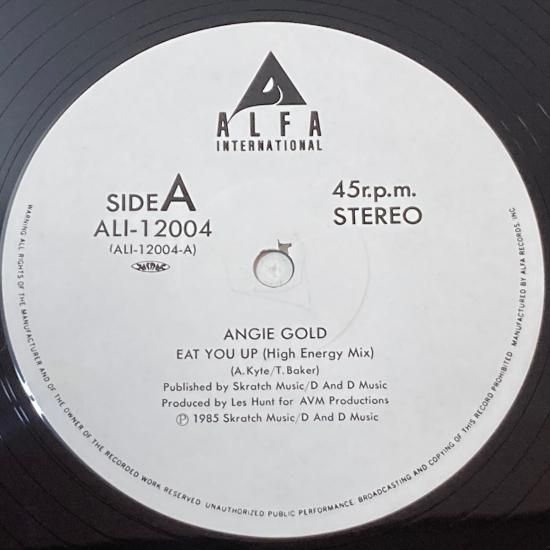 ALFA
INTERNATIONAL
SIDE A
ALI-12004
(ALI-12004-A)
45r.p.m.
STEREO
ANGIE GOLD
EAT YOU UP (High Energy Mix)
(A. Kyte/T. Baker)
Published by Skratch Music/D And D Music
Produced by Les Hunt for AVM Productions
Ⓟ 1985 Skratch Music/D And D Music
WARNING: ALL RIGHTS OF THE MANUFACTURER AND OF THE OWNER OF THE RECORDED WORK RESERVED. UNAUTHORIZED PUBLIC PERFORMANCE, BROADCASTING AND COPYING OF THIS RECORD PROHIBITED. MANUFACTURED BY ALFA RECORDS, INC.